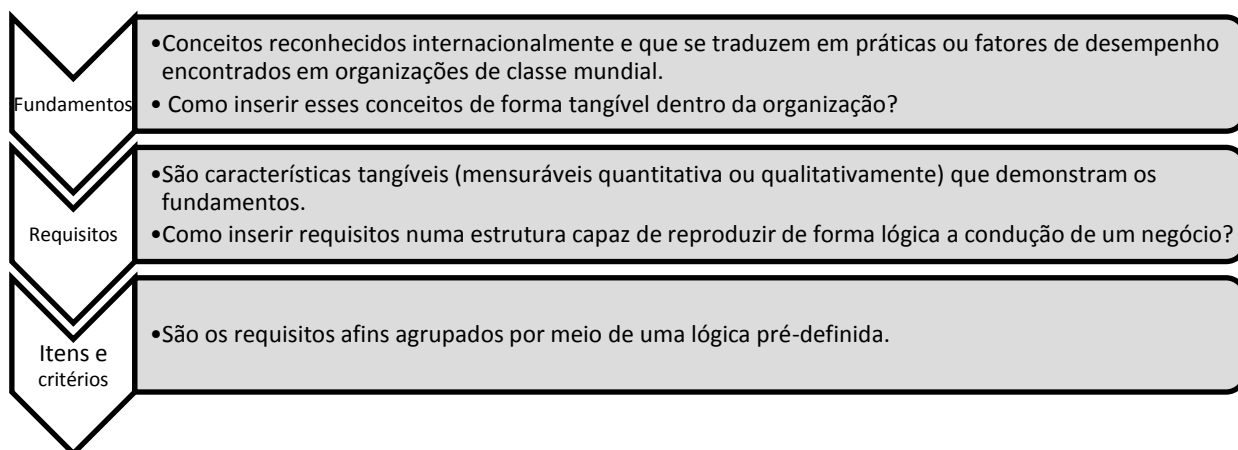 Fundamentos
•Conceitos reconhecidos internacionalmente e que se traduzem em práticas ou fatores de desempenho
encontrados em organizações de classe mundial.
• Como inserir esses conceitos de forma tangível dentro da organização?
Requisitos
•São características tangíveis (mensuráveis quantitativa ou qualitativamente) que demonstram os
fundamentos.
•Como inserir requisitos numa estrutura capaz de reproduzir de forma lógica a condução de um negócio?
Itens e
critérios
•São os requisitos afins agrupados por meio de uma lógica pré-definida.